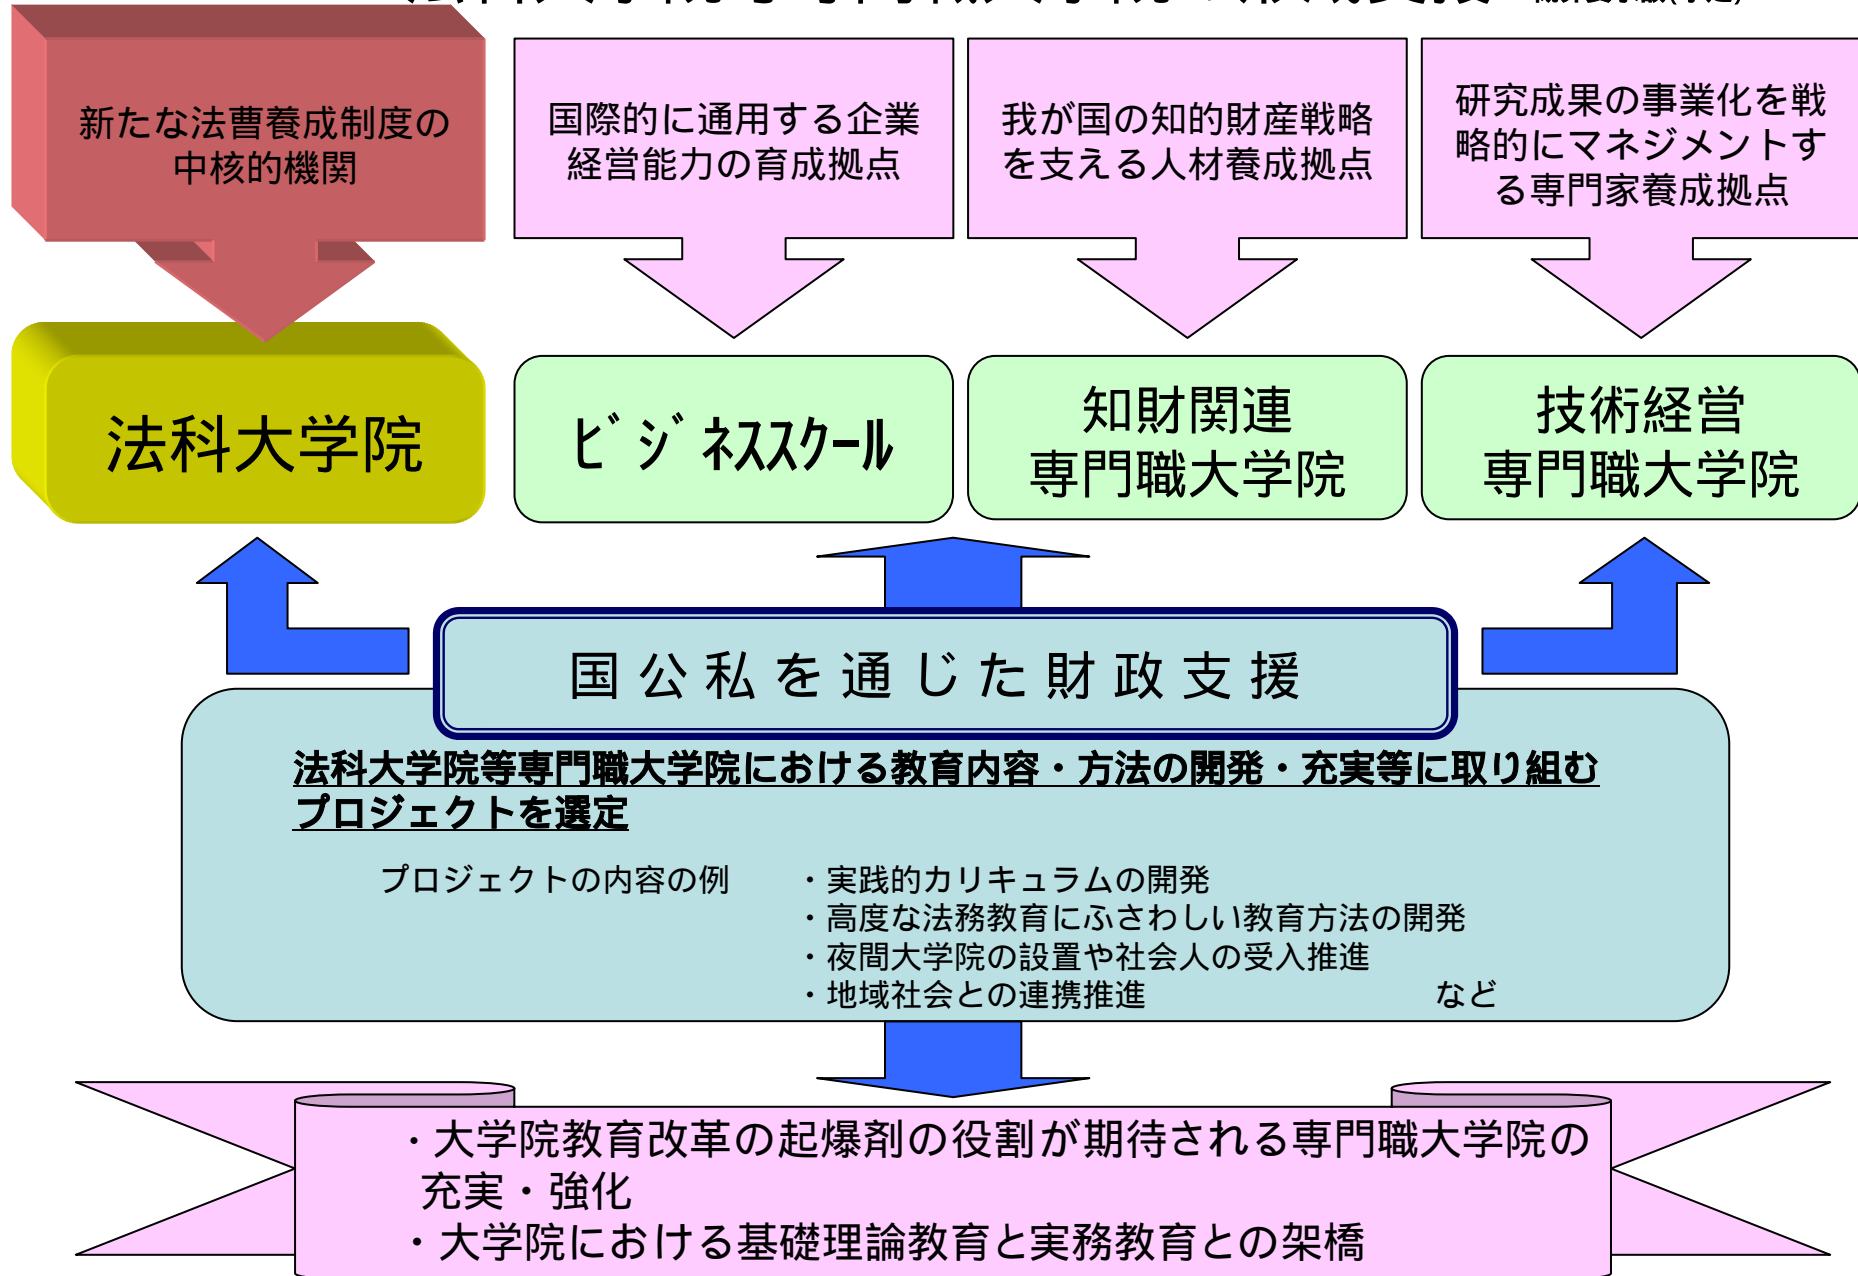 新たな法曹養成制度の
中核的機関
国際的に通用する企業
経営能力の育成拠点
我が国の知的財産戦略
を支える人材養成拠点
研究成果の事業化を戦
略的にマネジメントす
る専門家養成拠点
法科大学院
ﾋﾞｼﾞﾈｽｽｸｰﾙ
知財関連
専門職大学院
技術経営
専門職大学院
国公私を通じた財政支援
法科大学院等専門職大学院における教育内容・方法の開発・充実等に取り組む
プロジェクトを選定
プロジェクトの内容の例 ・実践的カリキュラムの開発
・高度な法務教育にふさわしい教育方法の開発
・夜間大学院の設置や社会人の受入推進
・地域社会との連携推進 など
・大学院教育改革の起爆剤の役割が期待される専門職大学院の
充実・強化
・大学院における基礎理論教育と実務教育との架橋